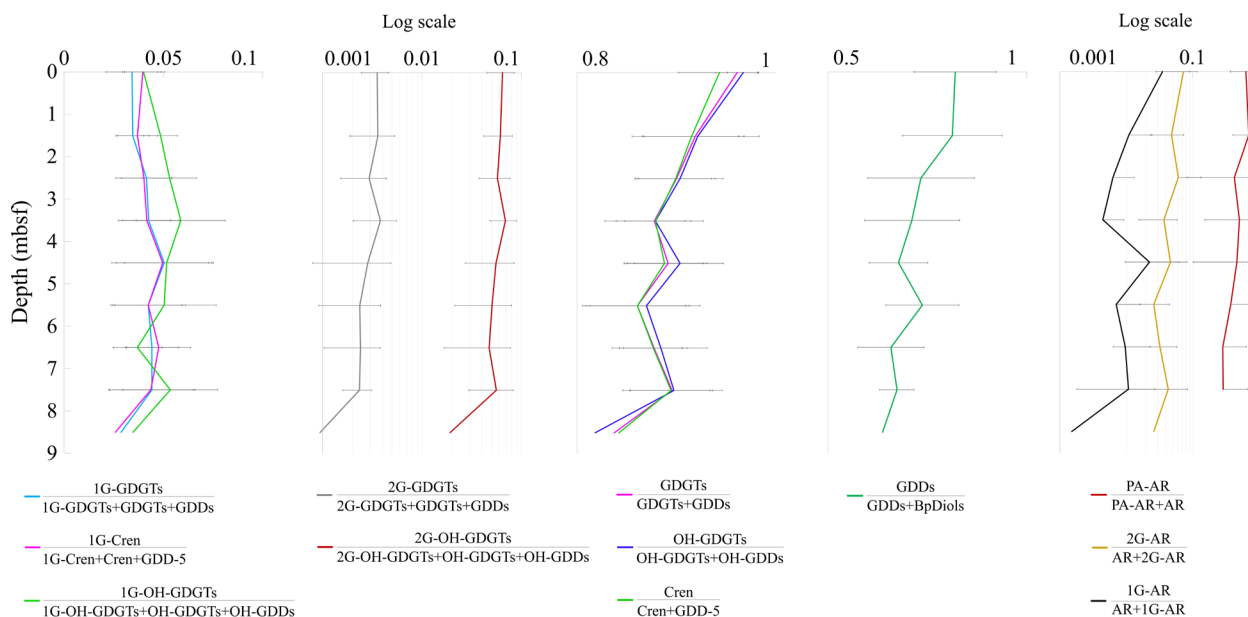 Log scale
Log scale
0 0.05 0.1
0.001 0.01 0.1
0.8 1
0.5 1
0.001 0.1
Depth (mbsf)
0
1
2
3
4
5
6
7
8
9
1G-GDGTs
1G-GDGTs+GDGTs+GDDs
1G-Cren
1G-Cren+Cren+GDD-5
1G-OH-GDGTs
1G-OH-GDGTs+OH-GDGTs+OH-GDDs
2G-GDGTs
2G-GDGTs+GDGTs+GDDs
2G-OH-GDGTs
2G-OH-GDGTs+OH-GDGTs+OH-GDDs
GDGTs
GDGTs+GDDs
OH-GDGTs
OH-GDGTs+OH-GDDs
Cren
Cren+GDD-5
GDDs
GDDs+BpDiols
PA-AR
PA-AR+AR
2G-AR
AR+2G-AR
1G-AR
AR+1G-AR